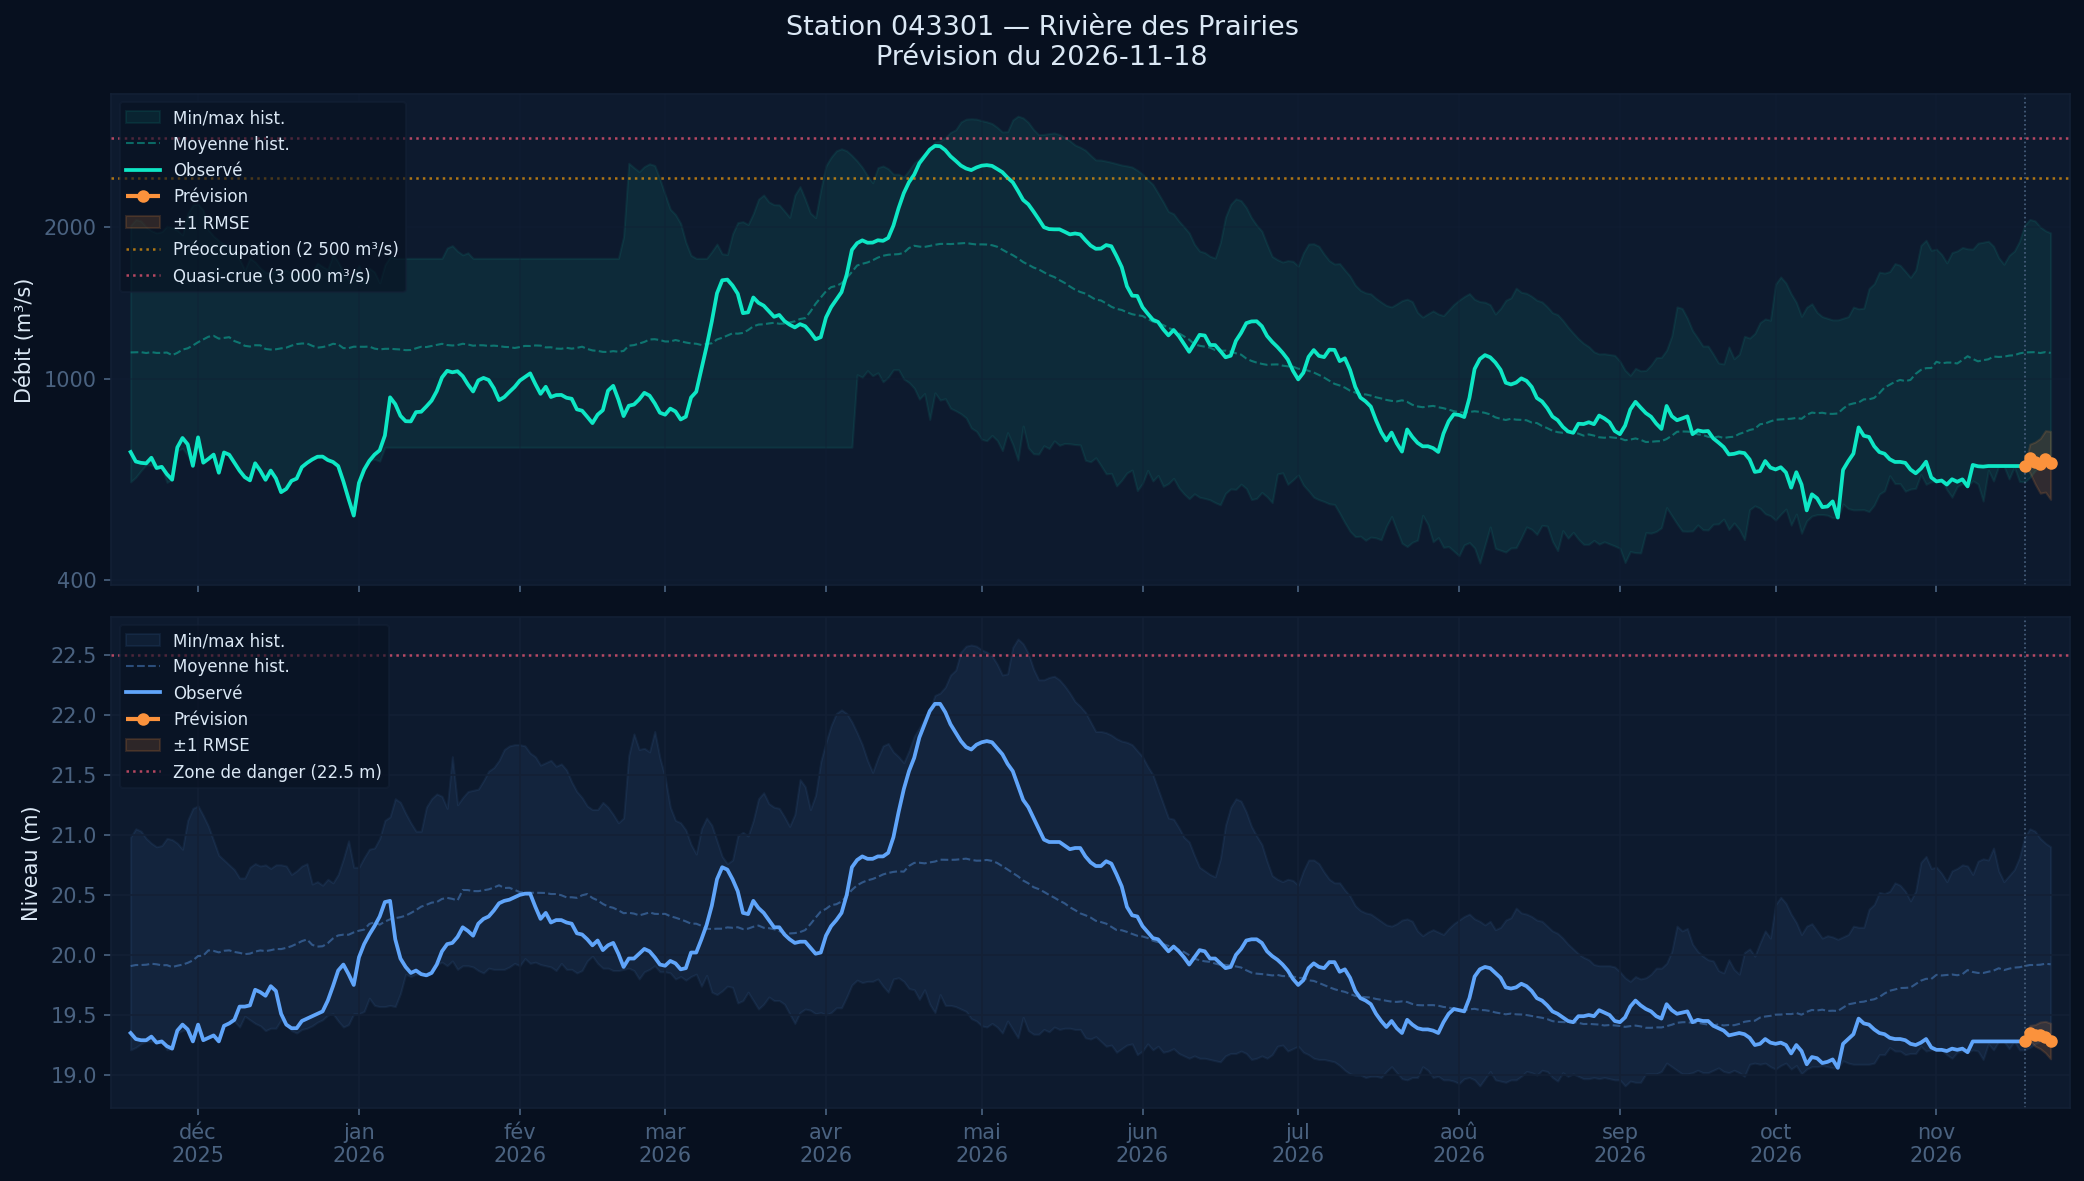 Station 043301 — Rivière des Prairies
Prévision du 2026-11-18
Débit (m³/s)
2000
1000
400
Min/max hist.
Moyenne hist.
Observé
Prévision
±1 RMSE
Préoccupation (2 500 m³/s)
Quasi-crue (3 000 m³/s)
Niveau (m)
22.5
22.0
21.5
21.0
20.5
20.0
19.5
19.0
Min/max hist.
Moyenne hist.
Observé
Prévision
±1 RMSE
Zone de danger (22.5 m)
déc jan fév mar avr mai jun jul aoû sep oct nov
2025 2026 2026 2026 2026 2026 2026 2026 2026 2026 2026 2026